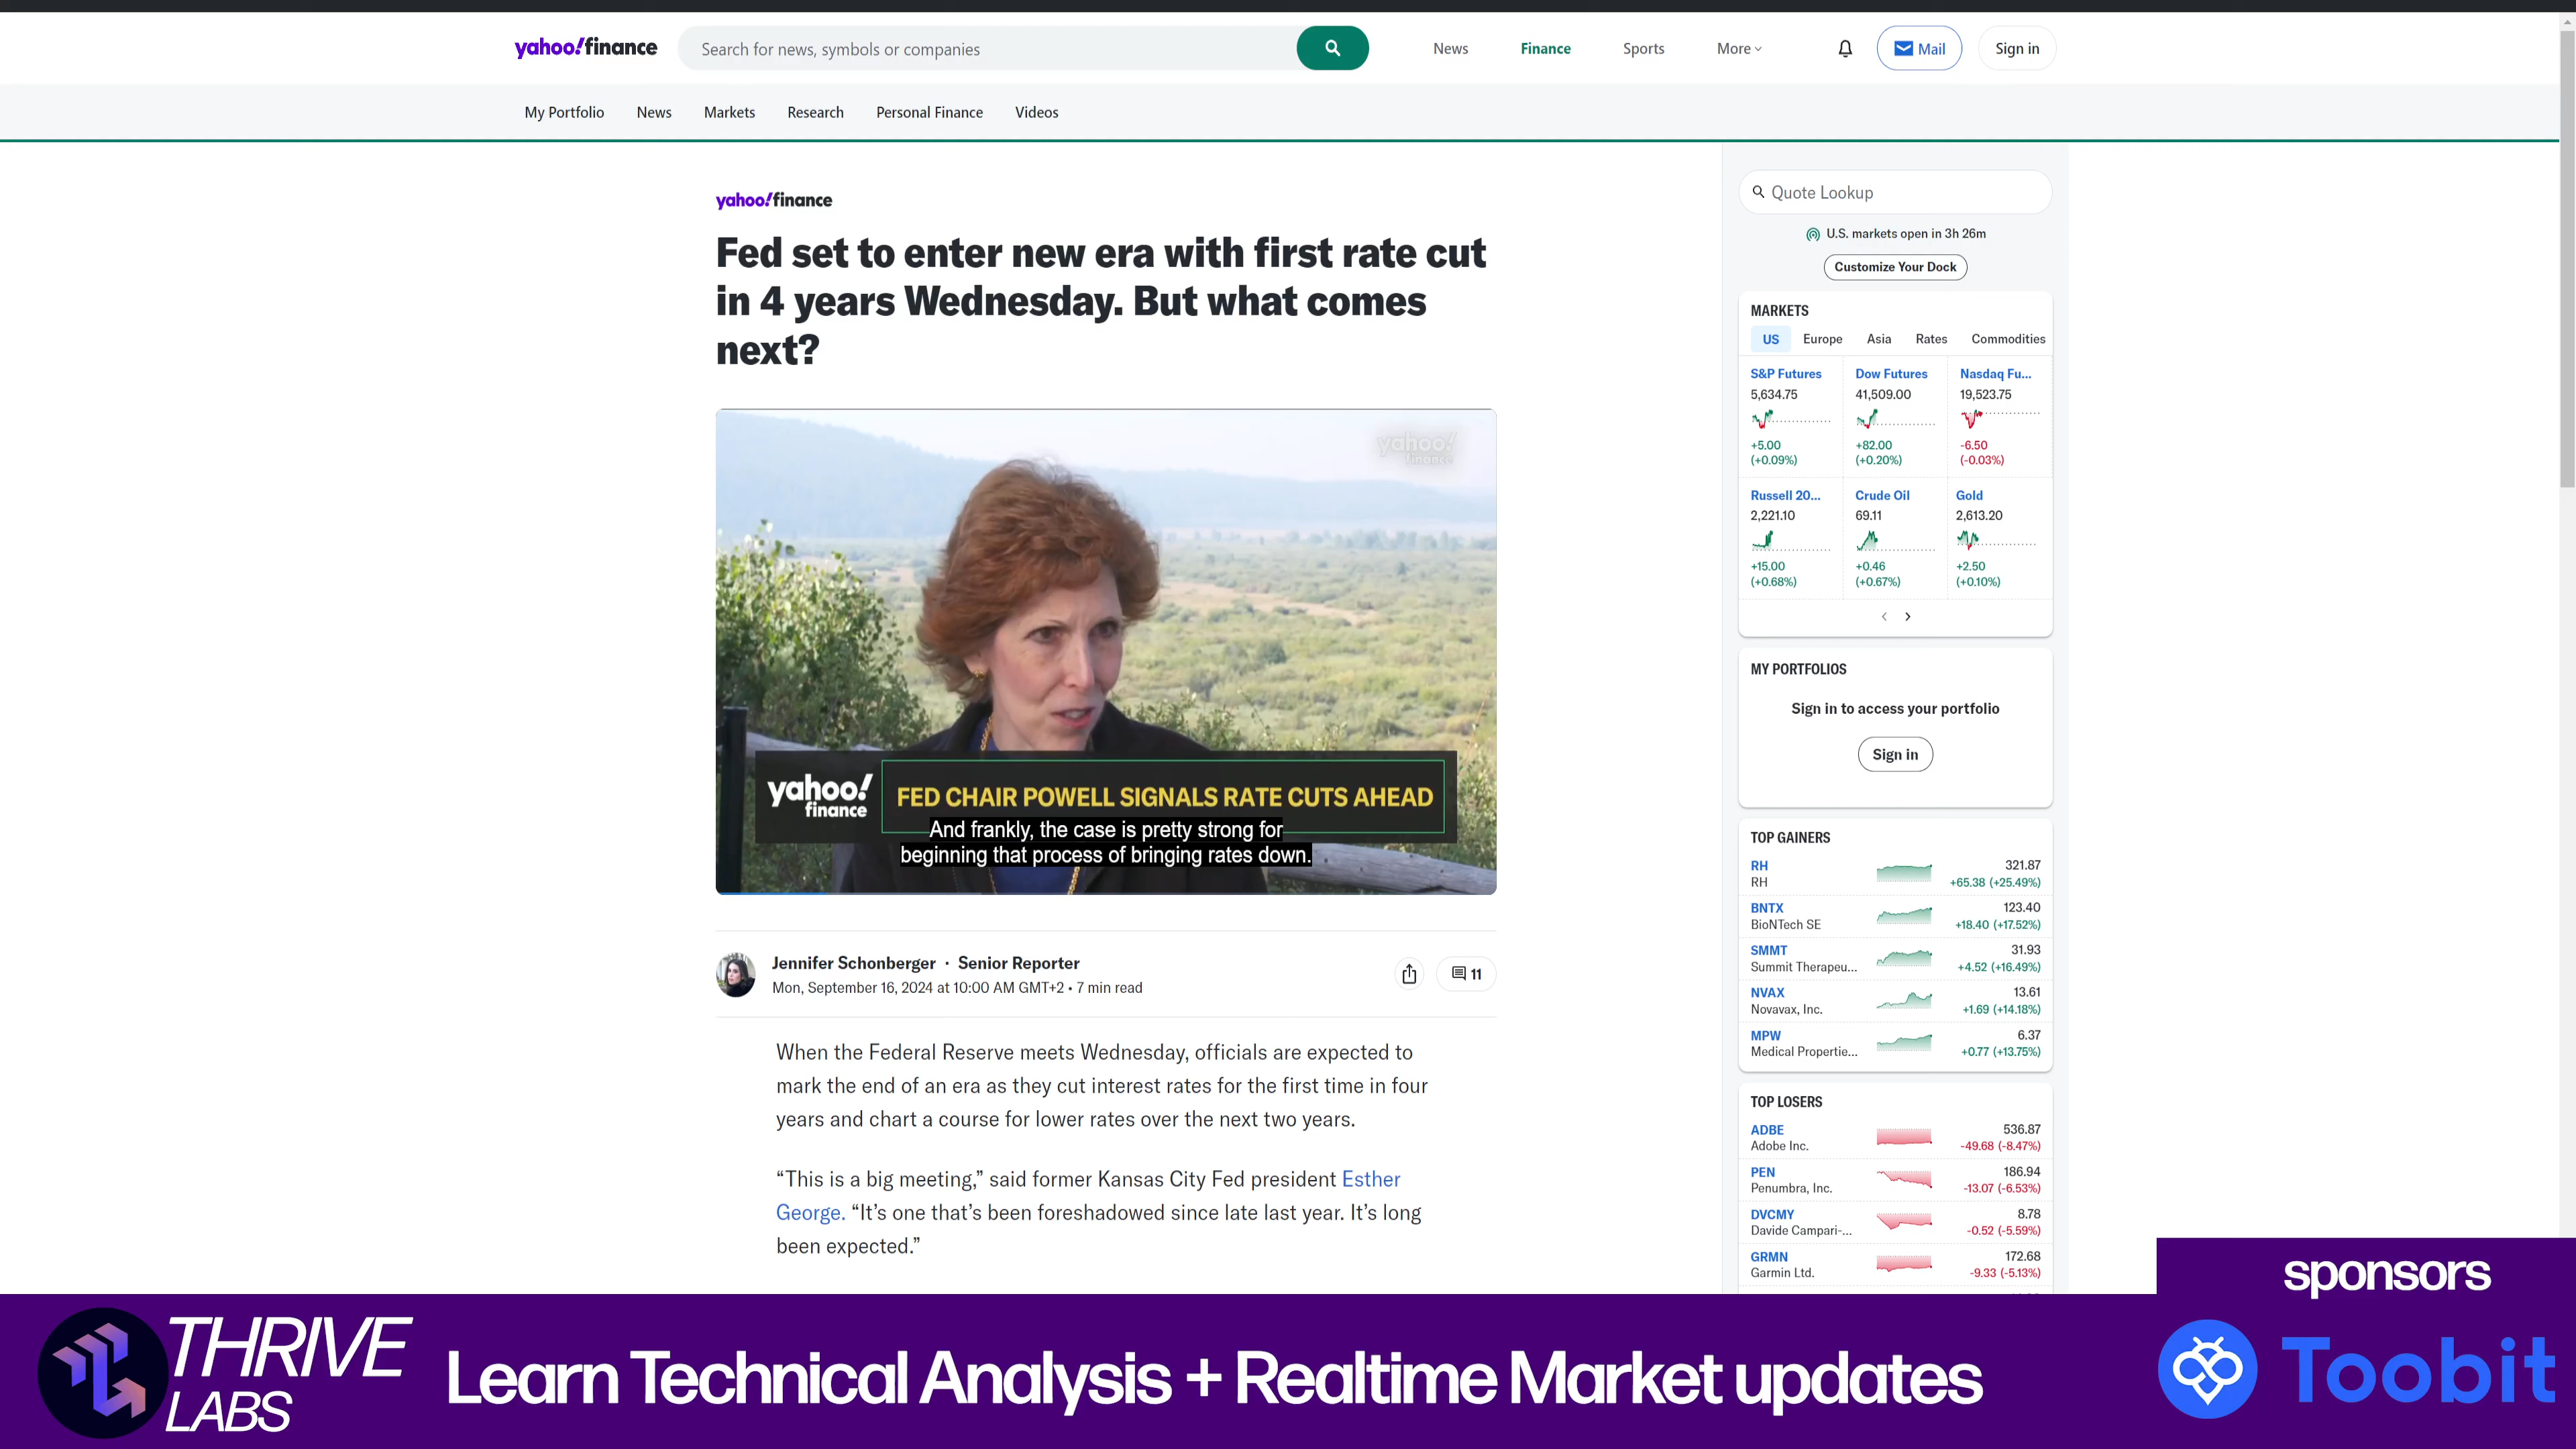 yahoo!finance
Search for news, symbols or companies
News
Finance
Sports
More
Mail
Sign in
My Portfolio
News
Markets
Research
Personal Finance
Videos
yahoo!finance
Fed set to enter new era with first rate cut
in 4 years Wednesday. But what comes
next?
yahoo!
finance
yahoo!
finance
FED CHAIR POWELL SIGNALS RATE CUTS AHEAD
And frankly, the case is pretty strong for
beginning that process of bringing rates down.
Jennifer Schonberger · Senior Reporter
Mon, September 16, 2024 at 10:00 AM GMT+2 • 7 min read
11
When the Federal Reserve meets Wednesday, officials are expected to
mark the end of an era as they cut interest rates for the first time in four
years and chart a course for lower rates over the next two years.
“This is a big meeting,” said former Kansas City Fed president Esther
George. “It’s one that’s been foreshadowed since late last year. It’s long
been expected.”
Quote Lookup
U.S. markets open in 3h 26m
Customize Your Dock
MARKETS
US Europe Asia Rates Commodities
S&P Futures Dow Futures Nasdaq Fu...
5,634.75 41,509.00 19,523.75
+5.00 +82.00 -6.50
(+0.09%) (+0.20%) (-0.03%)
Russell 20... Crude Oil Gold
2,221.10 69.11 2,613.20
+15.00 +0.46 +2.50
(+0.68%) (+0.67%) (+0.10%)
MY PORTFOLIOS
Sign in to access your portfolio
Sign in
TOP GAINERS
RH 321.87
RH +65.38 (+25.49%)
BNTX 123.40
BioNTech SE +18.40 (+17.52%)
SMMT 31.93
Summit Therapeu... +4.52 (+16.49%)
NVAX 13.61
Novavax, Inc. +1.69 (+14.18%)
MPW 6.37
Medical Propertie... +0.77 (+13.75%)
TOP LOSERS
ADBE 536.87
Adobe Inc. -49.68 (-8.47%)
PEN 186.94
Penumbra, Inc. -13.07 (-6.53%)
DVCMY 8.78
Davide Campari-... -0.52 (-5.59%)
GRMN 172.68
Garmin Ltd. -9.33 (-5.13%)
sponsors
THRIVE
LABS
Learn Technical Analysis + Realtime Market updates
Toobit